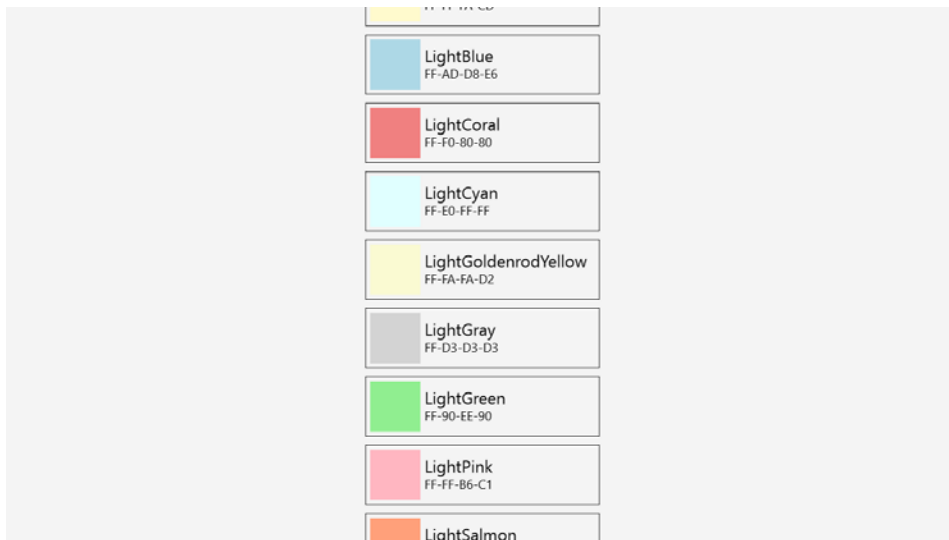 LightBlue
FF-AD-D8-E6
LightCoral
FF-F0-80-80
LightCyan
FF-E0-FF-FF
LightGoldenrodYellow
FF-FA-FA-D2
LightGray
FF-D3-D3-D3
LightGreen
FF-90-EE-90
LightPink
FF-FF-B6-C1
LightSalmon